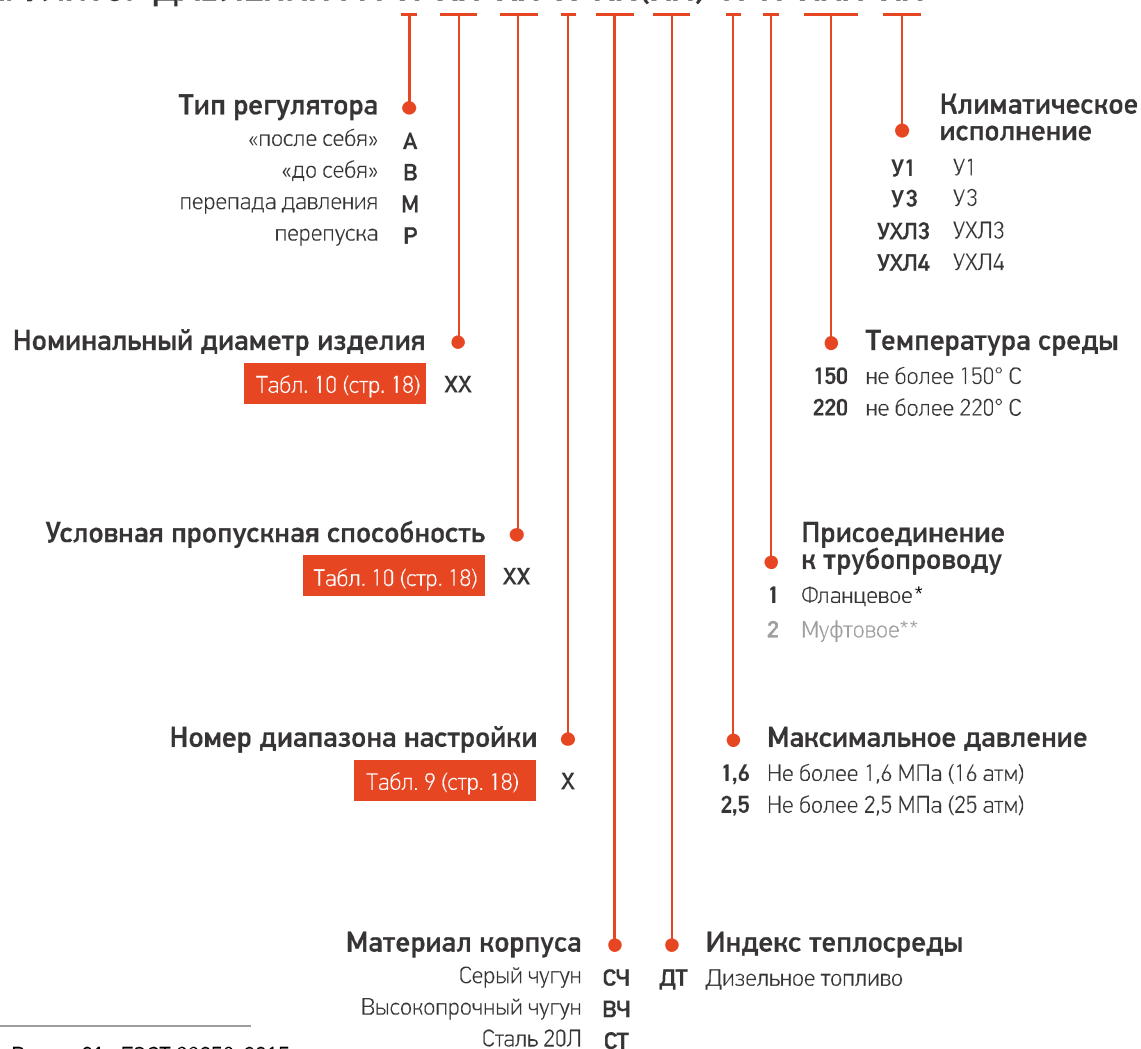 Тип регулятора
«после себя» А
«до себя» В
перепада давления М
перепуска Р
Климатическое
исполнение
У1 У1
У3 У3
УХЛ3 УХЛ3
УХЛ4 УХЛ4
Номинальный диаметр изделия
Табл. 10 (стр. 18) ХХ
Температура среды
150 не более 150° С
220 не более 220° С
Условная пропускная способность
Табл. 10 (стр. 18) ХХ
Присоединение
к трубопроводу
1 Фланцевое*
2 Муфтовое**
Номер диапазона настройки
Табл. 9 (стр. 18) Х
Максимальное давление
1,6 Не более 1,6 МПа (16 атм)
2,5 Не более 2,5 МПа (25 атм)
Материал корпуса
Серый чугун СЧ
Высокопрочный чугун ВЧ
Сталь 20Л СТ
Индекс теплосреды
ДТ Дизельное топливо